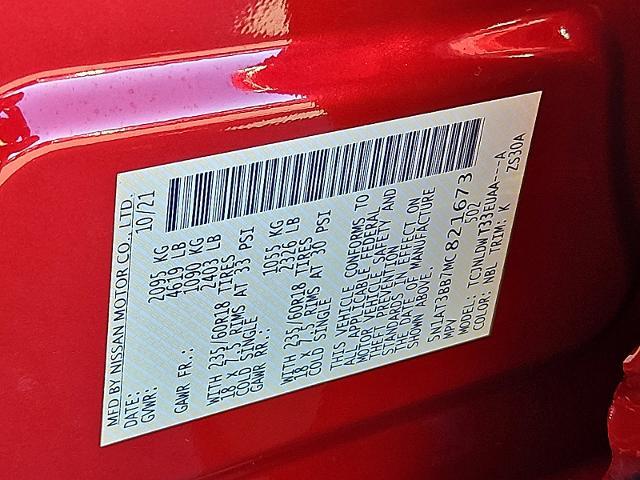 MFD BY NISSAN MOTOR CO., LTD.
DATE: 10/21
GVWR: 2095 KG
4619 LB
GAWR FR.: 1090 KG
2403 LB
WITH 235/60R18 TIRES
18 X 7.5 RIMS AT 33 PSI
COLD SINGLE
GAWR RR.: 1055 KG
2326 LB
WITH 235/60R18 TIRES
18 X 7.5 RIMS AT 30 PSI
COLD SINGLE
THIS VEHICLE CONFORMS TO
ALL APPLICABLE FEDERAL
MOTOR VEHICLE SAFETY AND
THEFT PREVENTION
STANDARDS IN EFFECT ON
THE DATE OF MANUFACTURE
SHOWN ABOVE.
5N1AT3BB7MC821673
MPV 502
MODEL: TCJNLDWT33EUAA---A
COLOR: NBL TRIM: K ZS30A